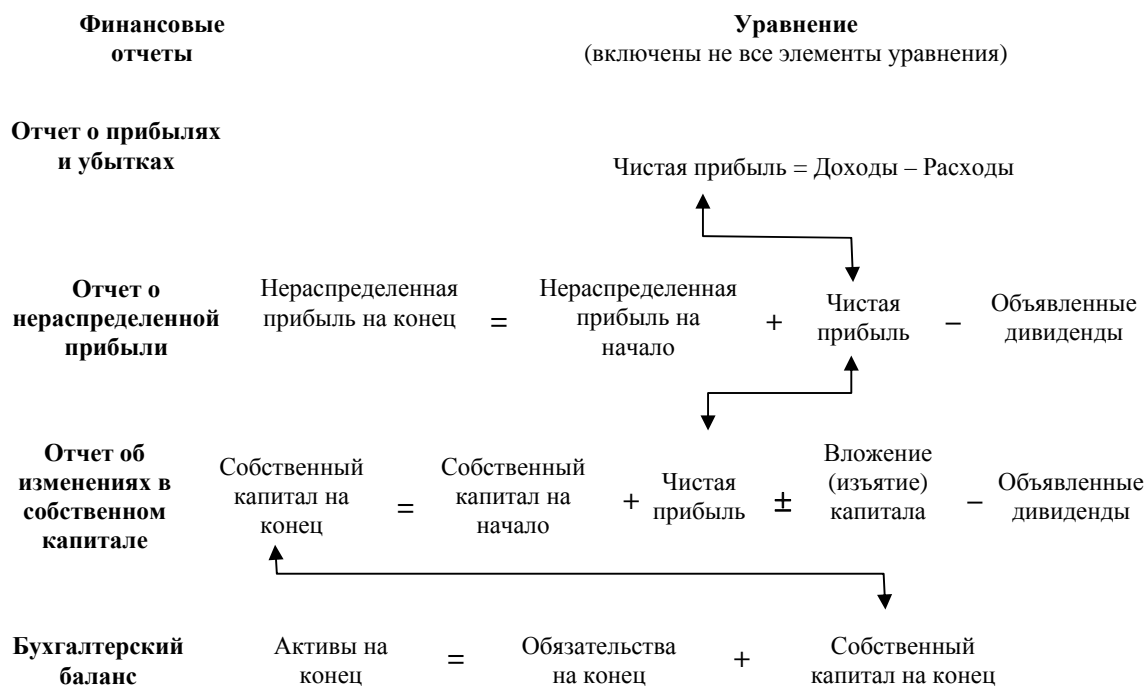 Финансовые
отчеты
Уравнение
(включены не все элементы уравнения)
Отчет о прибылях
и убытках
Чистая прибыль = Доходы – Расходы
Отчет о
нераспределенной
прибыли
Нераспределенная
прибыль на конец
=
Нераспределенная
прибыль на
начало
+
Чистая
прибыль
–
Объявленные
дивиденды
Отчет об
изменениях в
собственном
капитале
Собственный
капитал на
конец
=
Собственный
капитал на
начало
+
Чистая
прибыль
±
Вложение
(изъятие)
капитала
–
Объявленные
дивиденды
Бухгалтерский
баланс
Активы на
конец
=
Обязательства
на конец
+
Собственный
капитал на конец